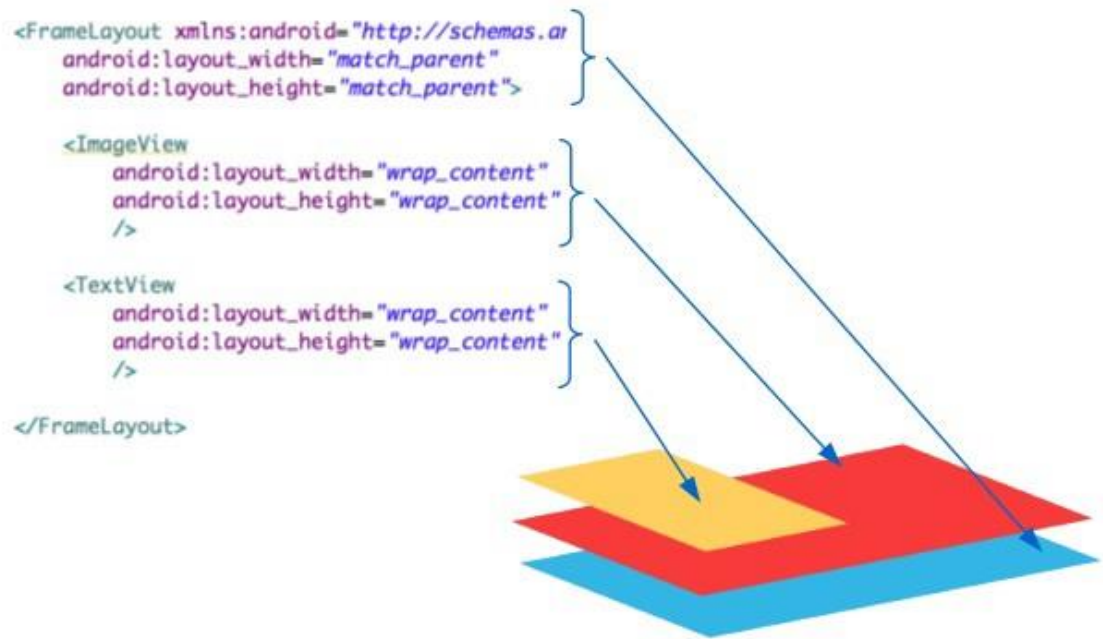 <FrameLayout xmlns:android="http://schemas.ar
android:layout_width="match_parent"
android:layout_height="match_parent">
<ImageView
android:layout_width="wrap_content"
android:layout_height="wrap_content"
/>
<TextView
android:layout_width="wrap_content"
android:layout_height="wrap_content"
/>
</FrameLayout>